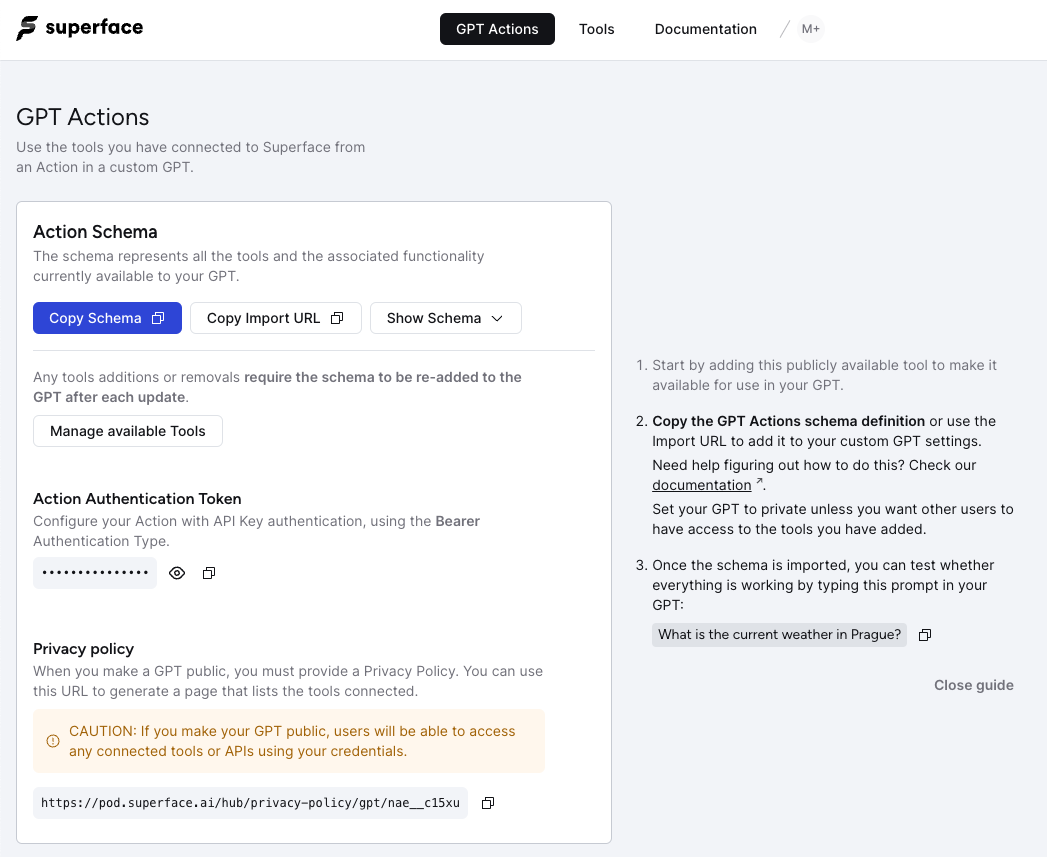 superface
GPT Actions
Tools
Documentation
M+
GPT Actions
Use the tools you have connected to Superface from
an Action in a custom GPT.
Action Schema
The schema represents all the tools and the associated functionality
currently available to your GPT.
Copy Schema
Copy Import URL
Show Schema
Any tools additions or removals require the schema to be re-added to the
GPT after each update.
Manage available Tools
Action Authentication Token
Configure your Action with API Key authentication, using the Bearer
Authentication Type.
•••••••••••••••
Privacy policy
When you make a GPT public, you must provide a Privacy Policy. You can use
this URL to generate a page that lists the tools connected.
CAUTION: If you make your GPT public, users will be able to access
any connected tools or APIs using your credentials.
https://pod.superface.ai/hub/privacy-policy/gpt/nae__c15xu
1. Start by adding this publicly available tool to make it
available for use in your GPT.
2. Copy the GPT Actions schema definition or use the
Import URL to add it to your custom GPT settings.
Need help figuring out how to do this? Check our
documentation ↗.
Set your GPT to private unless you want other users to
have access to the tools you have added.
3. Once the schema is imported, you can test whether
everything is working by typing this prompt in your
GPT:
What is the current weather in Prague?
Close guide